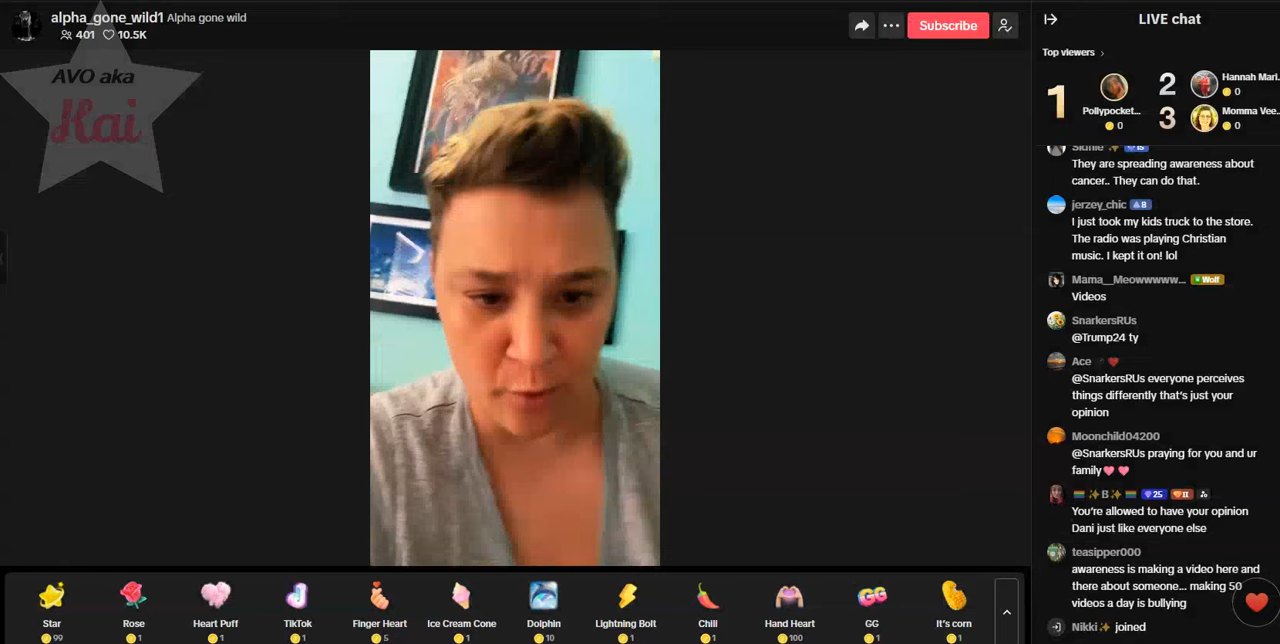 alpha_gone_wild1 Alpha gone wild
401 10.5K
Subscribe
AVO aka
Kai
LIVE chat
Top viewers
1
Pollypocket...
0
2
Hannah Marl...
0
3
Momma Vee...
0
Sidhie 15
They are spreading awareness about
cancer.. They can do that.
jerzey_chic 8
I just took my kids truck to the store.
The radio was playing Christian
music. I kept it on! lol
Mama__Meowwwww... Wolf
Videos
SnarkersRUs
@Trump24 ty
Ace
@SnarkersRUs everyone perceives
things differently that's just your
opinion
Moonchild04200
@SnarkersRUs praying for you and ur
family
B 25 II
You're allowed to have your opinion
Dani just like everyone else
teasipper000
awareness is making a video here and
there about someone... making 50
videos a day is bullying
Nikki joined
GG
Star
Rose
Heart Puff
TikTok
Finger Heart
Ice Cream Cone
Dolphin
Lightning Bolt
Chili
Hand Heart
GG
It's corn
99
1
1
1
5
1
10
1
1
100
1
1